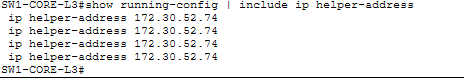 SW1-CORE-L3#show running-config | include ip helper-address
 ip helper-address 172.30.52.74
 ip helper-address 172.30.52.74
 ip helper-address 172.30.52.74
 ip helper-address 172.30.52.74
SW1-CORE-L3#